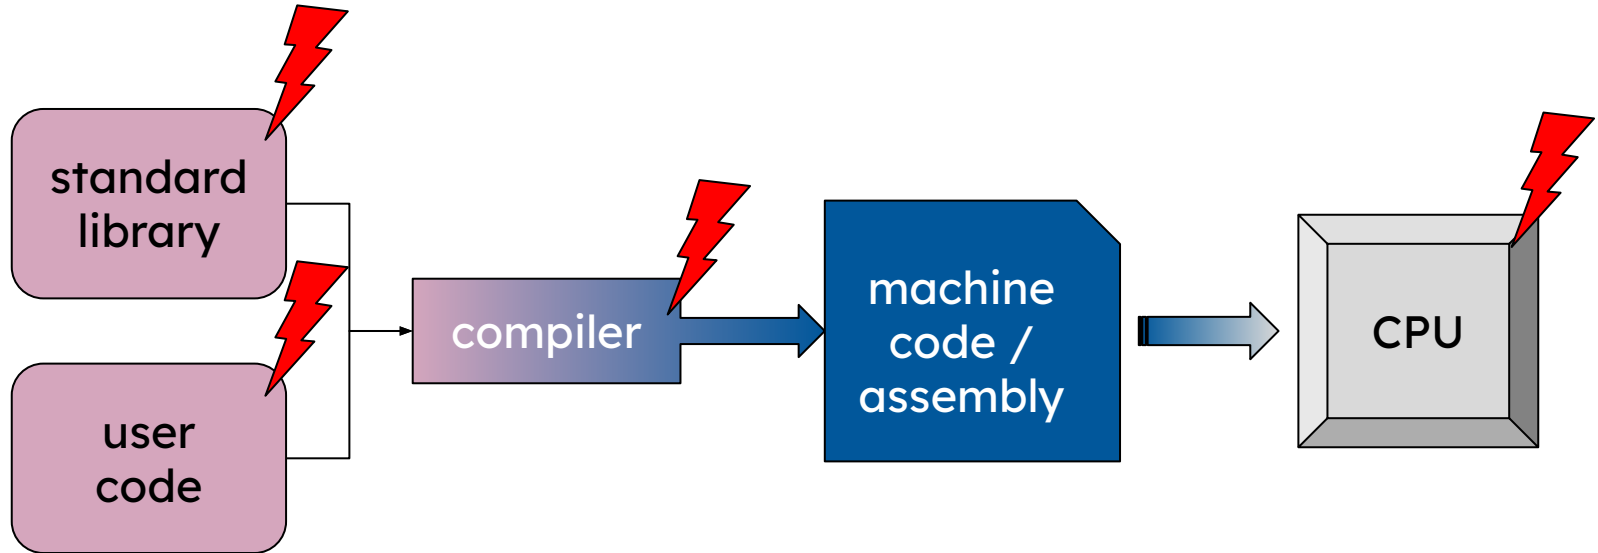 standard
library
user
code
compiler
machine
code /
assembly
CPU